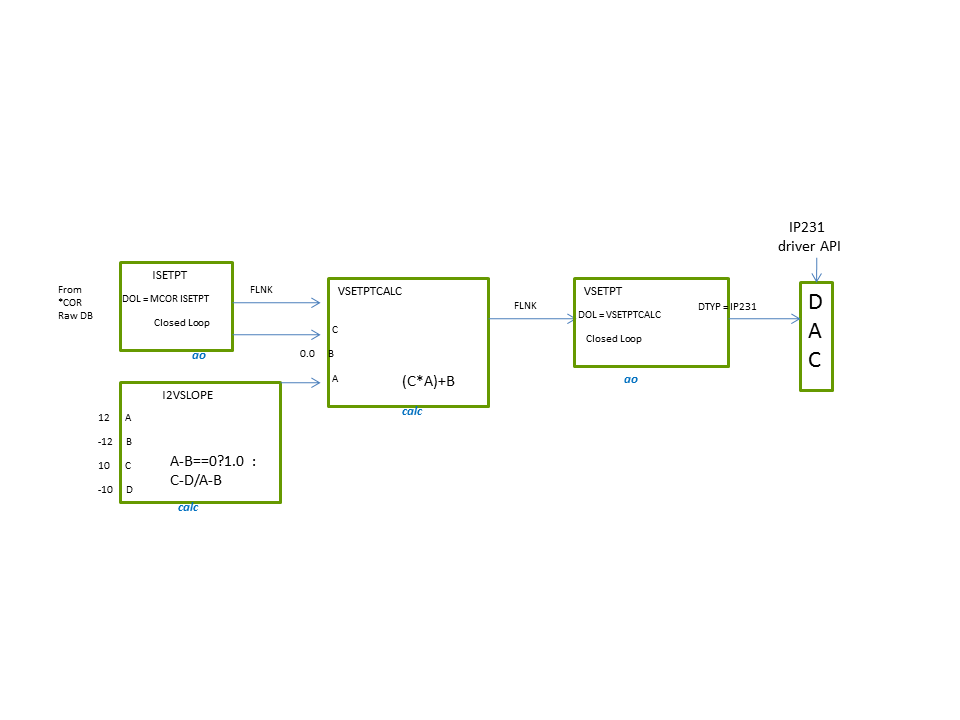 IP231
driver API
From
*COR
Raw DB
ISETPT
DOL = MCOR ISETPT
Closed Loop
ao
FLNK
VSETPTCALC
C
0.0 B
A
(C*A)+B
calc
FLNK
VSETPT
DOL = VSETPTCALC
Closed Loop
DTYP = IP231
ao
D
A
C
I2VSLOPE
12 A
-12 B
10 C
-10 D
A-B==0?1.0 :
C-D/A-B
calc